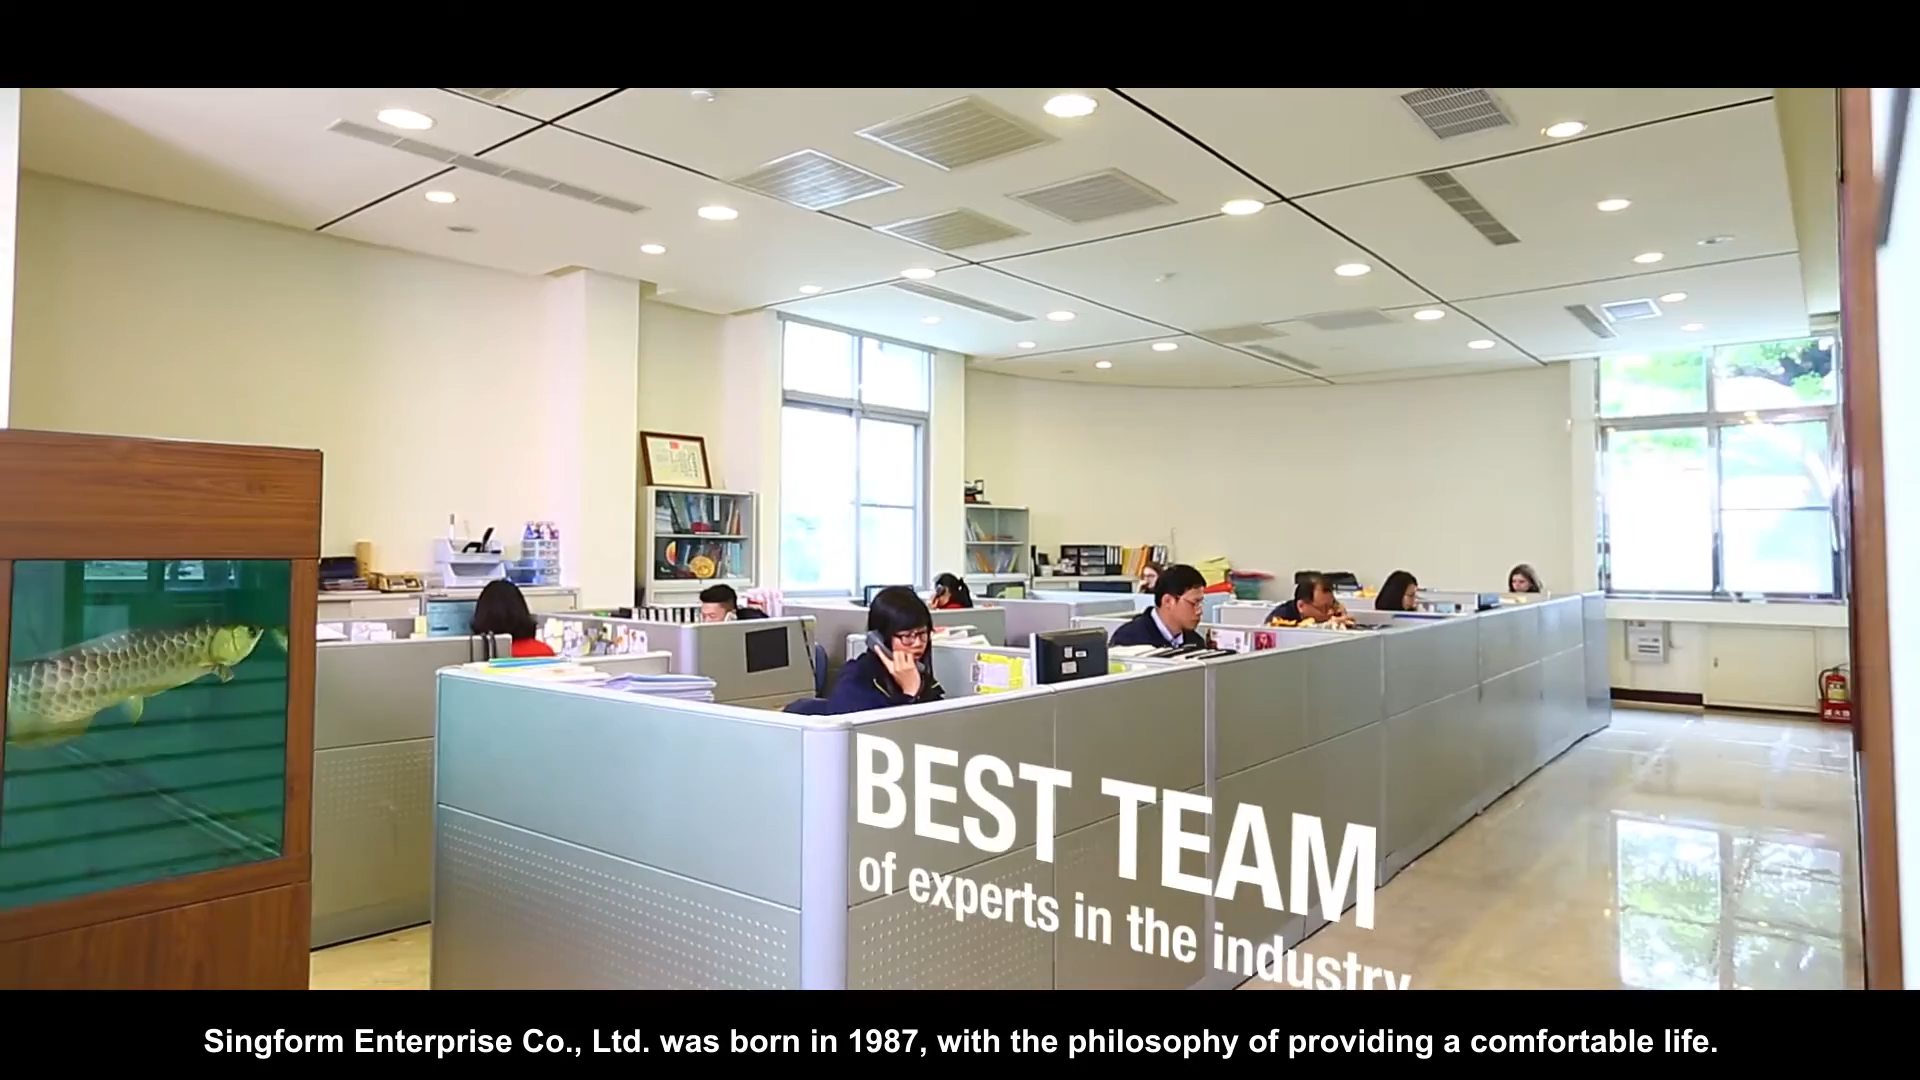 BEST TEAM
of experts in the industry
Singform Enterprise Co., Ltd. was born in 1987, with the philosophy of providing a comfortable life.